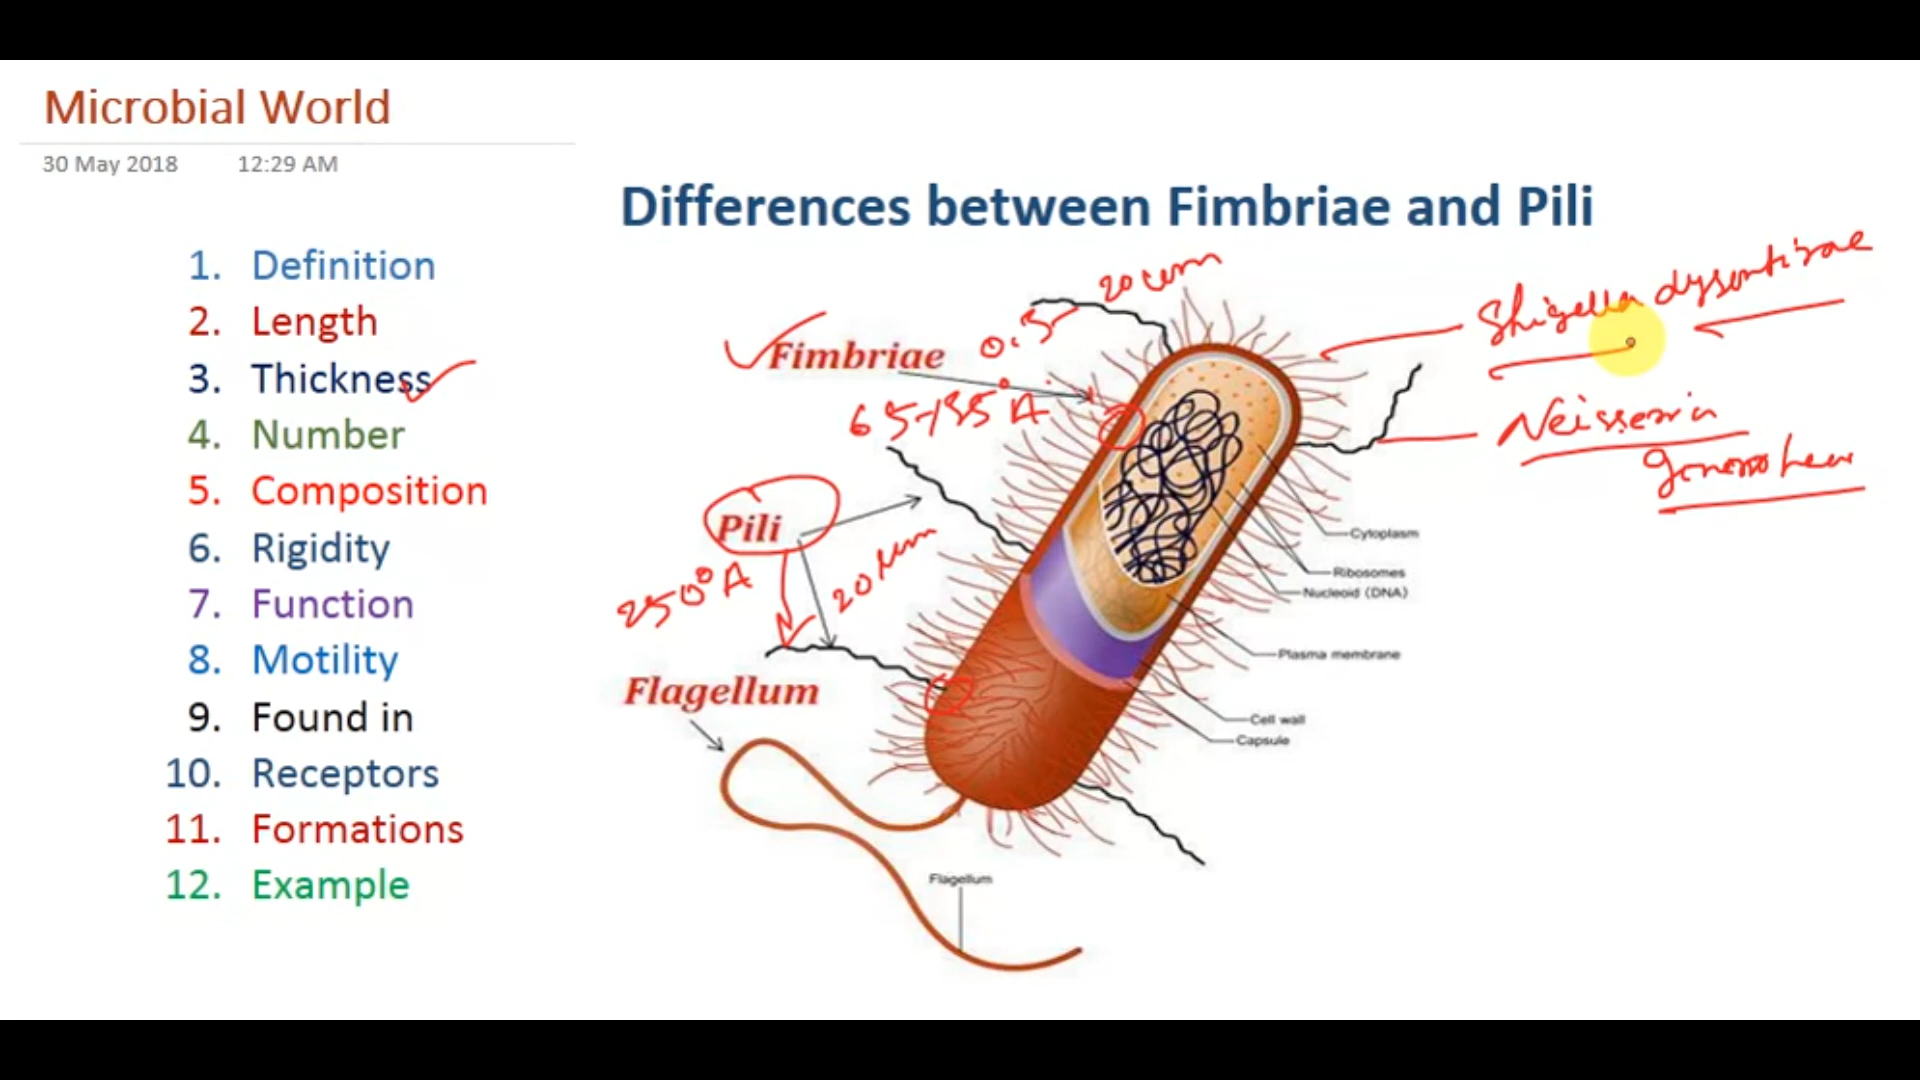 Microbial World
30 May 2018 12:29 AM
Differences between Fimbriae and Pili
1. Definition
2. Length
3. Thickness
4. Number
5. Composition
6. Rigidity
7. Function
8. Motility
9. Found in
10. Receptors
11. Formations
12. Example
20 um
Fimbriae
0.5
65-135°A
Pili
250°A
20 µm
Flagellum
Shigella
Neisseria
Cytoplasm
Ribosomes
Nucleoid (DNA)
Plasma membrane
Cell wall
Capsule
Flagellum